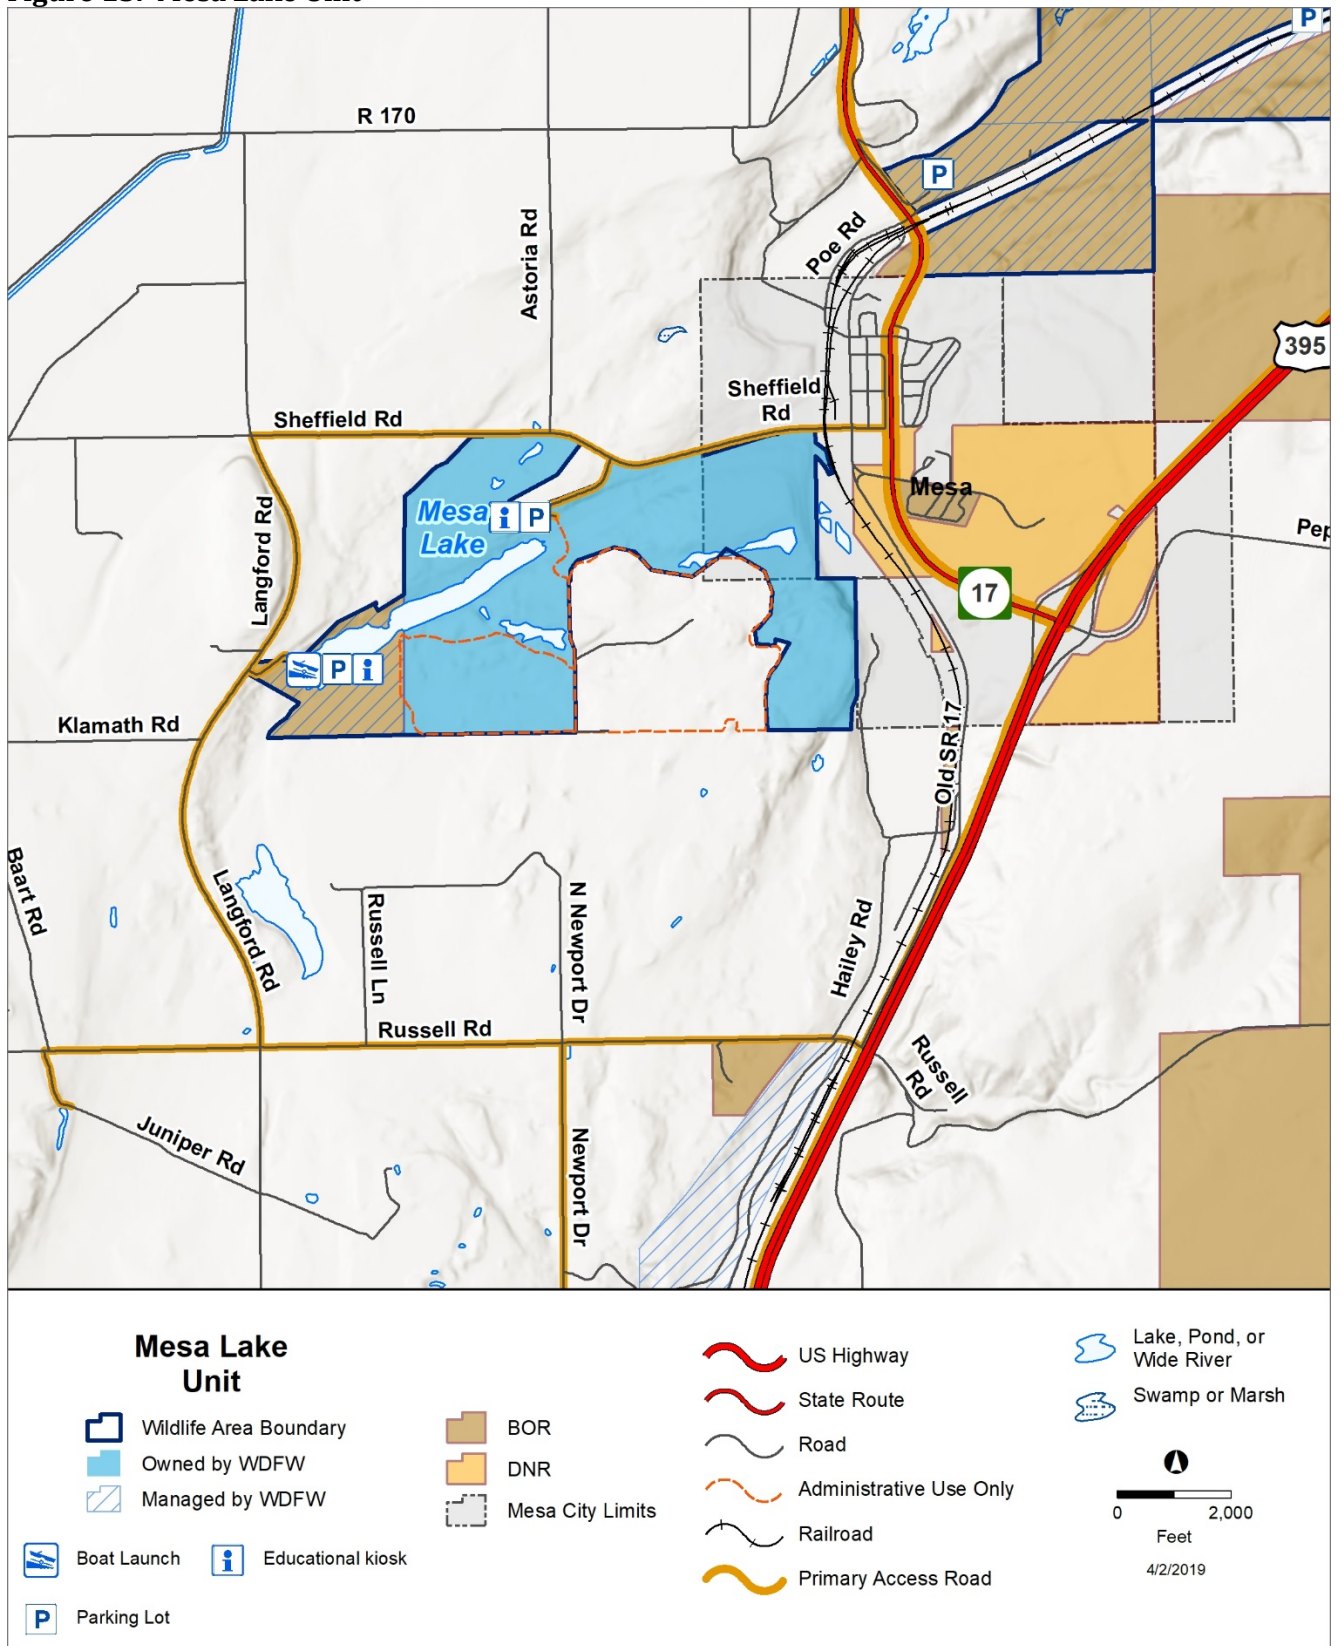 P
R 170
P
Astoria Rd
Poe Rd
395
Sheffield
Rd
Sheffield Rd
Mesa
Mesa
Lake
i
P
Langford Rd
17
P
i
Klamath Rd
Old SR 17
Baart Rd
Langford Rd
Russell Ln
N Newport Dr
Hailey Rd
Russell Rd
Russell
Rd
Juniper Rd
Newport Dr
Mesa Lake
Unit
Wildlife Area Boundary
Owned by WDFW
Managed by WDFW
Boat Launch
i
Educational kiosk
P
Parking Lot
BOR
DNR
Mesa City Limits
US Highway
State Route
Road
Administrative Use Only
Railroad
Primary Access Road
Lake, Pond, or
Wide River
Swamp or Marsh
0
2,000
Feet
4/2/2019